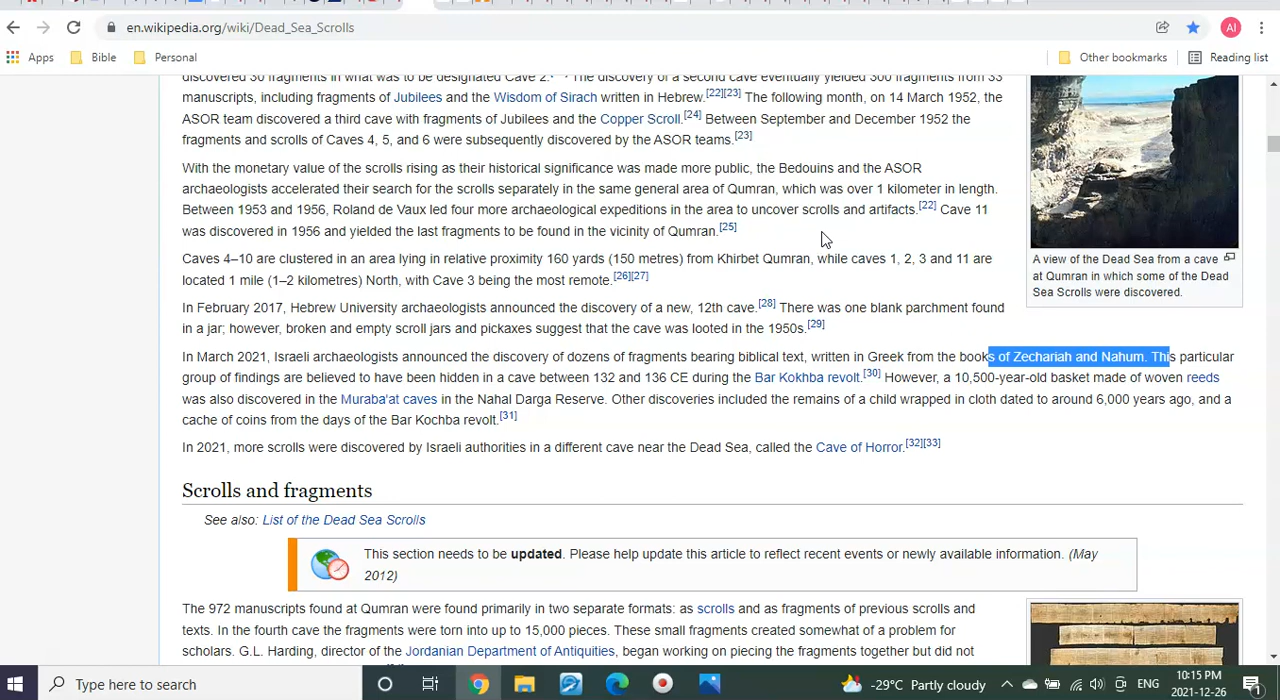 en.wikipedia.org/wiki/Dead_Sea_Scrolls
AI
Apps
Bible
Personal
Other bookmarks
Reading list
discovered 30 fragments in what was to be designated Cave 2. The discovery of a second cave eventually yielded 300 fragments from 33
manuscripts, including fragments of Jubilees and the Wisdom of Sirach written in Hebrew.[22][23] The following month, on 14 March 1952, the
ASOR team discovered a third cave with fragments of Jubilees and the Copper Scroll.[24] Between September and December 1952 the
fragments and scrolls of Caves 4, 5, and 6 were subsequently discovered by the ASOR teams.[23]
With the monetary value of the scrolls rising as their historical significance was made more public, the Bedouins and the ASOR
archaeologists accelerated their search for the scrolls separately in the same general area of Qumran, which was over 1 kilometer in length.
Between 1953 and 1956, Roland de Vaux led four more archaeological expeditions in the area to uncover scrolls and artifacts.[22] Cave 11
was discovered in 1956 and yielded the last fragments to be found in the vicinity of Qumran.[25]
Caves 4–10 are clustered in an area lying in relative proximity 160 yards (150 metres) from Khirbet Qumran, while caves 1, 2, 3 and 11 are
located 1 mile (1–2 kilometres) North, with Cave 3 being the most remote.[26][27]
In February 2017, Hebrew University archaeologists announced the discovery of a new, 12th cave.[28] There was one blank parchment found
in a jar; however, broken and empty scroll jars and pickaxes suggest that the cave was looted in the 1950s.[29]
In March 2021, Israeli archaeologists announced the discovery of dozens of fragments bearing biblical text, written in Greek from the books of Zechariah and Nahum. This particular
group of findings are believed to have been hidden in a cave between 132 and 136 CE during the Bar Kokhba revolt.[30] However, a 10,500-year-old basket made of woven reeds
was also discovered in the Muraba'at caves in the Nahal Darga Reserve. Other discoveries included the remains of a child wrapped in cloth dated to around 6,000 years ago, and a
cache of coins from the days of the Bar Kochba revolt.[31]
In 2021, more scrolls were discovered by Israeli authorities in a different cave near the Dead Sea, called the Cave of Horror.[32][33]
A view of the Dead Sea from a cave
at Qumran in which some of the Dead
Sea Scrolls were discovered.
Scrolls and fragments
See also: List of the Dead Sea Scrolls
This section needs to be updated. Please help update this article to reflect recent events or newly available information. (May
2012)
The 972 manuscripts found at Qumran were found primarily in two separate formats: as scrolls and as fragments of previous scrolls and
texts. In the fourth cave the fragments were torn into up to 15,000 pieces. These small fragments created somewhat of a problem for
scholars. G.L. Harding, director of the Jordanian Department of Antiquities, began working on piecing the fragments together but did not
Type here to search
-29°C Partly cloudy
ENG
10:15 PM
2021-12-26
1